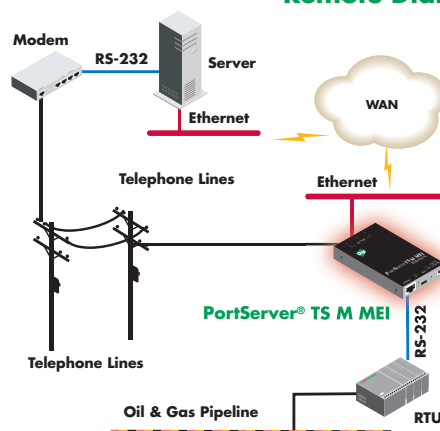 Modem
RS-232
Server
WAN
Ethernet
Telephone Lines
Ethernet
PortServer® TS M MEI
RS-232
Telephone Lines
Oil & Gas Pipeline
RTU